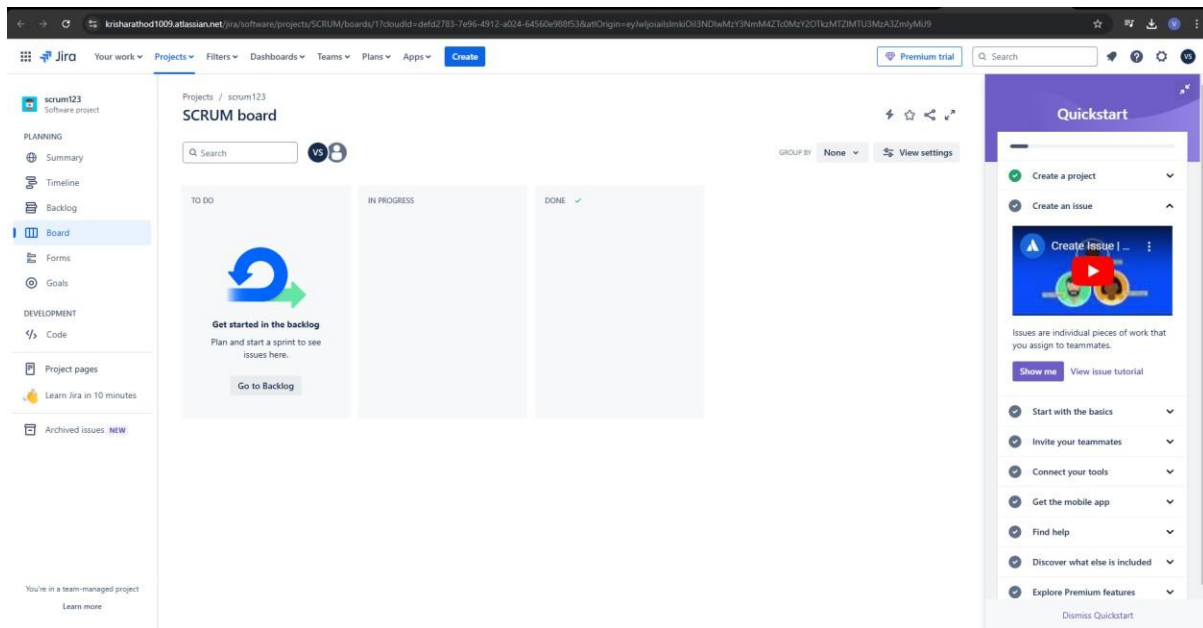 krisharathod1009.atlassian.net/jira/software/projects/SCRUM/boards/1?cloudId=defd2783-7e96-4912-a024-64560e988f53&atlOrigin=
Jira Your work Projects Filters Dashboards Teams Plans Apps Create Premium trial Search VS
scrum123
Software project
PLANNING
Summary
Timeline
Backlog
Board
Forms
Goals
DEVELOPMENT
Code
Project pages
Learn Jira in 10 minutes
Archived issues NEW
You're in a team-managed project
Learn more
Projects / scrum123
SCRUM board
Search VS GROUP BY None View settings
TO DO IN PROGRESS DONE
Get started in the backlog
Plan and start a sprint to see
issues here.
Go to Backlog
Quickstart
Create a project
Create an issue
Create Issue | ...
Issues are individual pieces of work that
you assign to teammates.
Show me View issue tutorial
Start with the basics
Invite your teammates
Connect your tools
Get the mobile app
Find help
Discover what else is included
Explore Premium features
Dismiss Quickstart